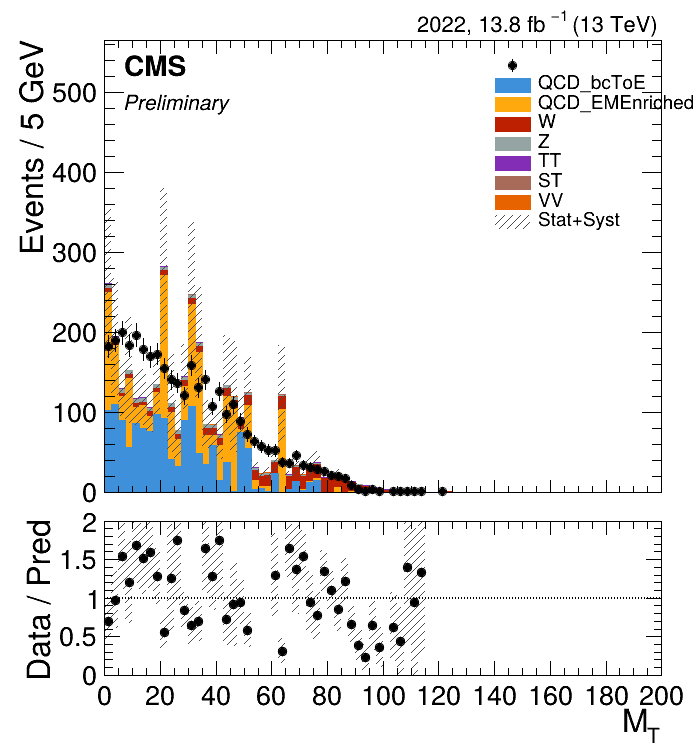 2022, 13.8 fb⁻¹ (13 TeV)
CMS
Preliminary
QCD_bcToE
QCD_EMEnriched
W
Z
TT
ST
VV
Stat+Syst
Events / 5 GeV
500
400
300
200
100
0
Data / Pred
2
1.5
1
0.5
0
0 20 40 60 80 100 120 140 160 180 200
M_T